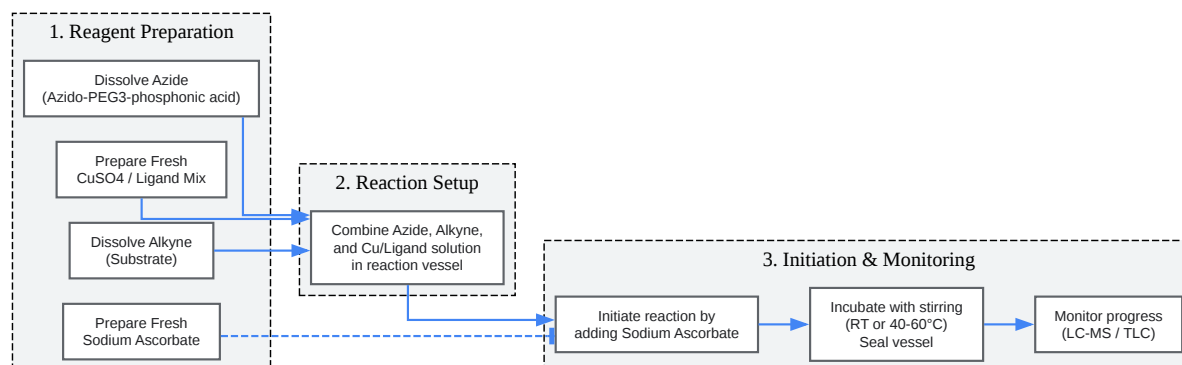 1. Reagent Preparation
Dissolve Azide
(Azido-PEG3-phosphonic acid)
Prepare Fresh
CuSO4 / Ligand Mix
Dissolve Alkyne
(Substrate)
Prepare Fresh
Sodium Ascorbate
2. Reaction Setup
Combine Azide, Alkyne,
and Cu/Ligand solution
in reaction vessel
3. Initiation & Monitoring
Initiate reaction by
adding Sodium Ascorbate
Incubate with stirring
(RT or 40-60°C)
Seal vessel
Monitor progress
(LC-MS / TLC)